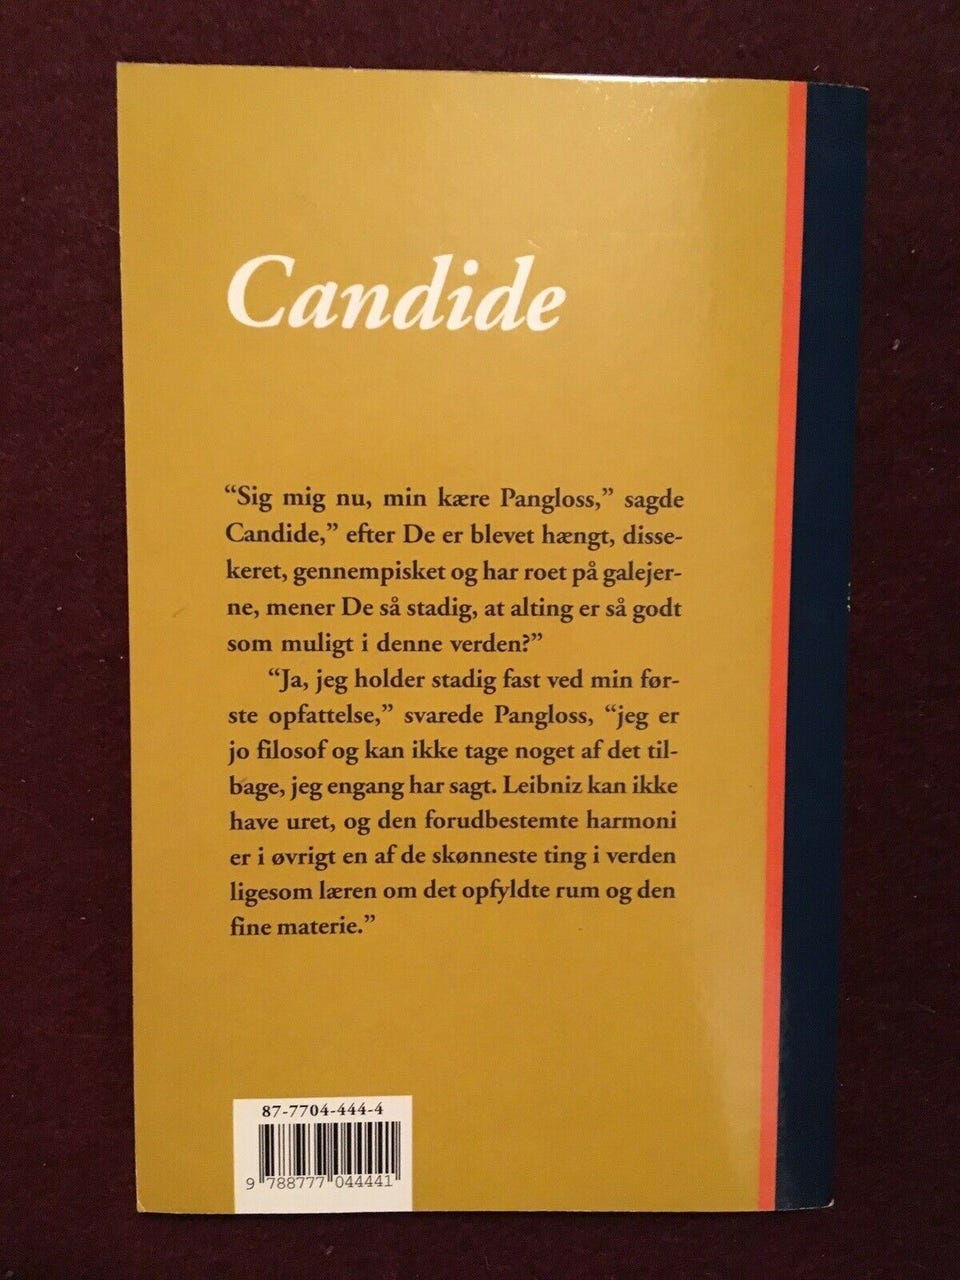 Candide
“Sig mig nu, min kære Pangloss,” sagde
Candide,” efter De er blevet hængt, disse-
keret, gennempisket og har roet på galejer-
ne, mener De så stadig, at alting er så godt
som muligt i denne verden?”
“Ja, jeg holder stadig fast ved min før-
ste opfattelse,” svarede Pangloss, “jeg er
jo filosof og kan ikke tage noget af det til-
bage, jeg engang har sagt. Leibniz kan ikke
have uret, og den forudbestemte harmoni
er i øvrigt en af de skønneste ting i verden
ligesom læren om det opfyldte rum og den
fine materie.”
87-7704-444-4
9 788777 044441